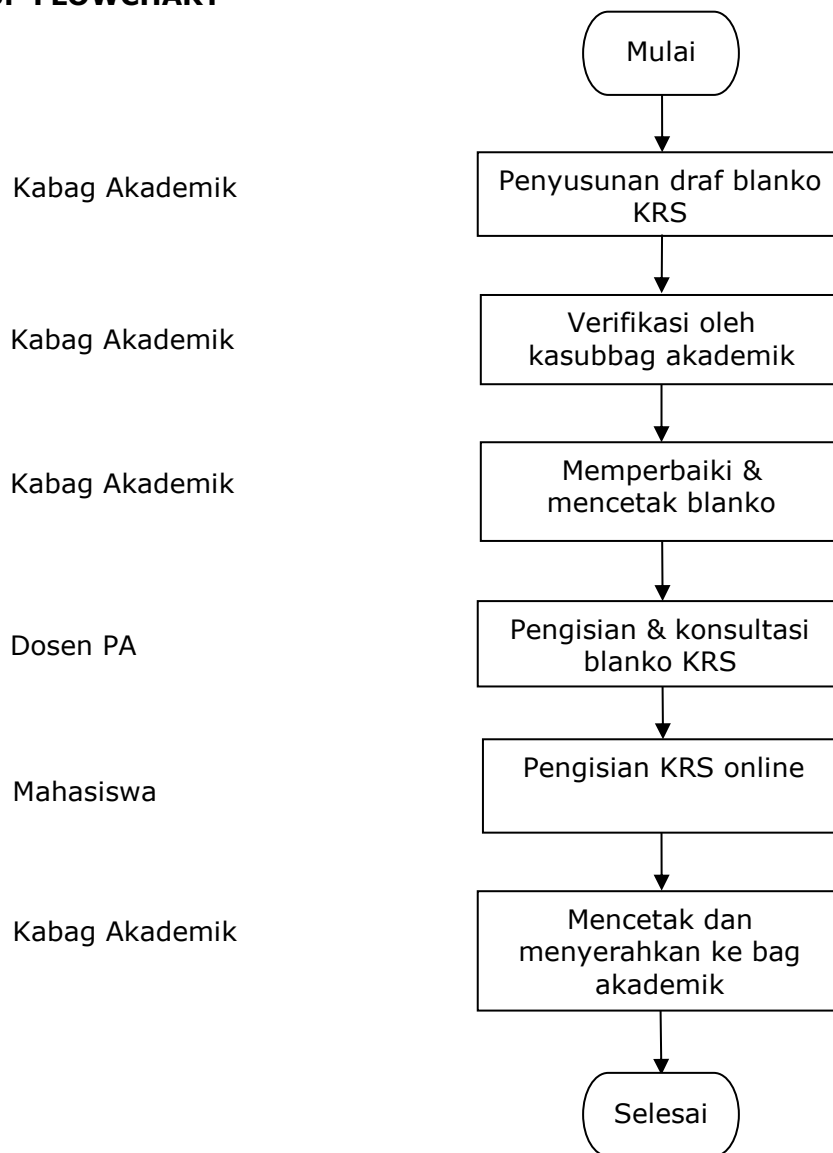 Mulai
Kabag Akademik
Penyusunan draf blanko
KRS
Kabag Akademik
Verifikasi oleh
kasubbag akademik
Kabag Akademik
Memperbaiki &
mencetak blanko
Dosen PA
Pengisian & konsultasi
blanko KRS
Mahasiswa
Pengisian KRS online
Kabag Akademik
Mencetak dan
menyerahkan ke bag
akademik
Selesai